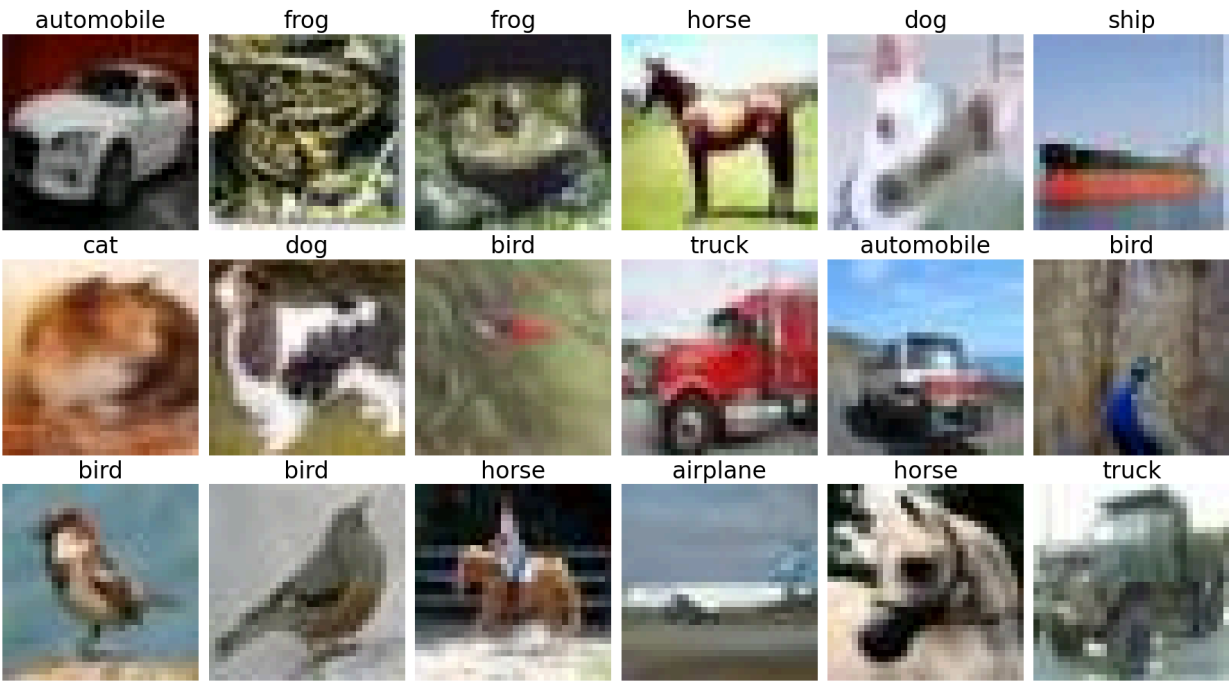 automobile frog frog horse dog ship
cat dog bird truck automobile bird
bird bird horse airplane horse truck